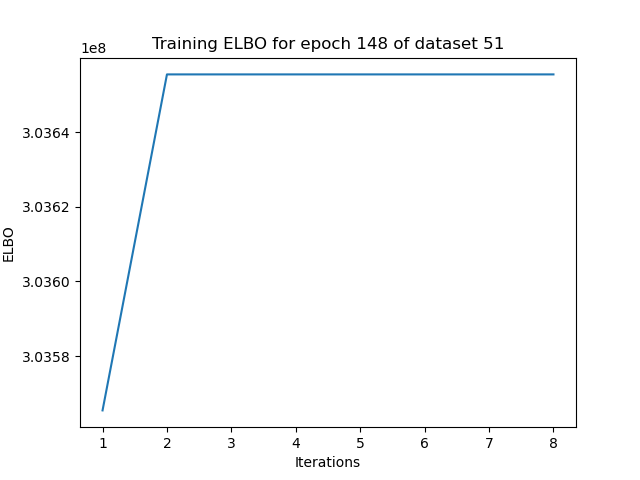 Training ELBO for epoch 148 of dataset 51
1e8
3.0364
3.0362
3.0360
3.0358
ELBO
1 2 3 4 5 6 7 8
Iterations